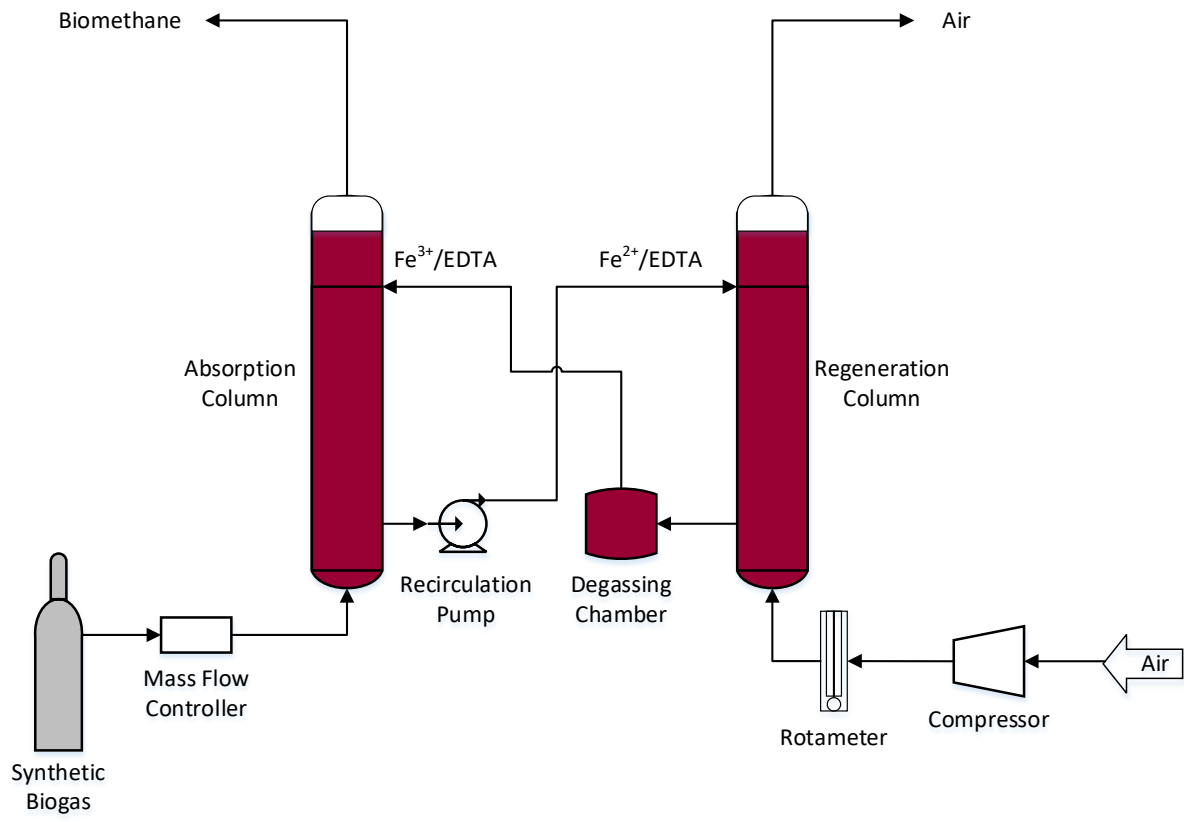 Biomethane
Air
Fe3+/EDTA
Fe2+/EDTA
Absorption
Column
Regeneration
Column
Recirculation
Pump
Degassing
Chamber
Mass Flow
Controller
Air
Compressor
Rotameter
Synthetic
Biogas